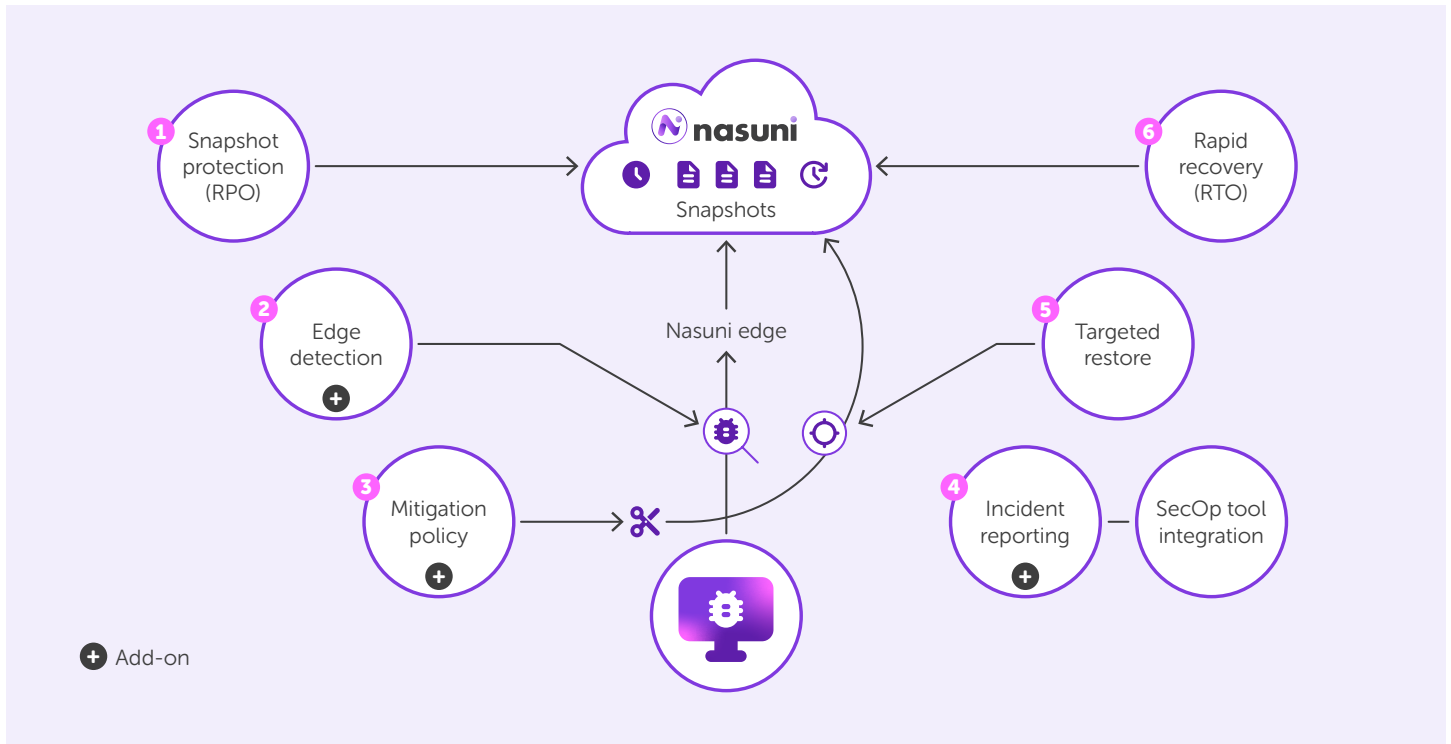 nasuni
Snapshots
1
Snapshot
protection
(RPO)
2
Edge
detection
+
3
Mitigation
policy
+
Nasuni edge
6
Rapid
recovery
(RTO)
5
Targeted
restore
4
Incident
reporting
+
SecOp tool
integration
+ Add-on